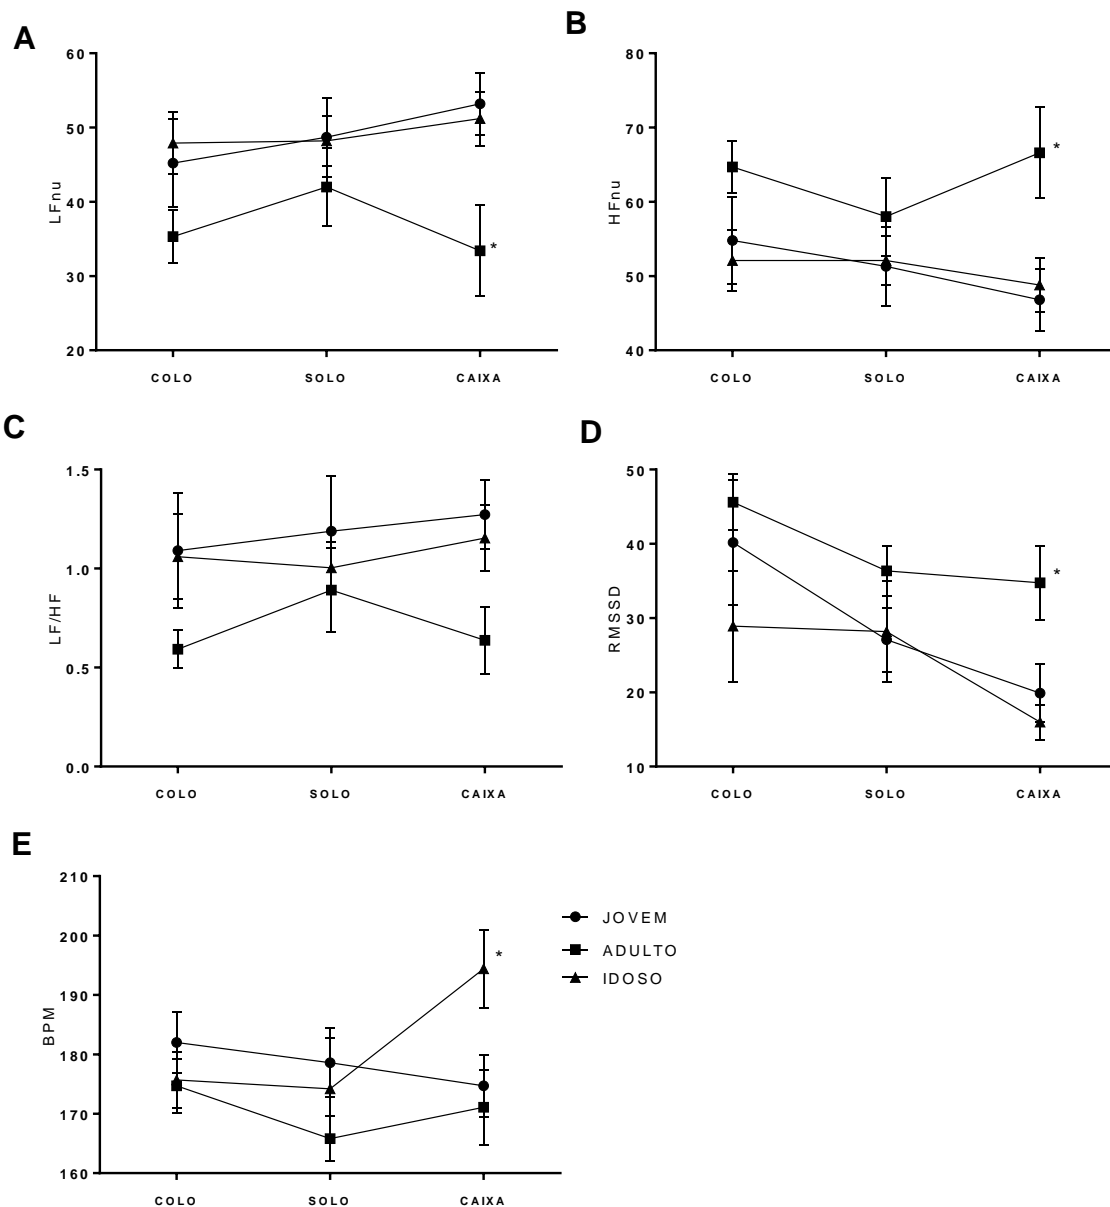 A
LFnu
60
50
40
30
20
COLO SOLO CAIXA
*
B
HFnu
80
70
60
50
40
COLO SOLO CAIXA
*
C
LF/HF
1.5
1.0
0.5
0.0
COLO SOLO CAIXA
D
RMSSD
50
40
30
20
10
COLO SOLO CAIXA
*
E
BPM
210
200
190
180
170
160
COLO SOLO CAIXA
*
JOVEM
ADULTO
IDOSO